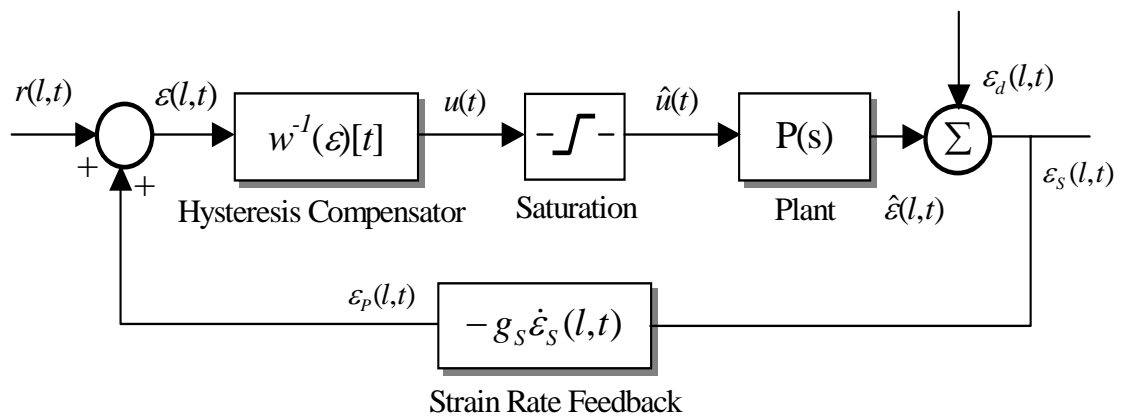 r(l,t)
ε(l,t)
w⁻¹(ε)[t]
u(t)
û(t)
P(s)
Σ
ε_d(l,t)
ε_S(l,t)
+
+
Hysteresis Compensator
Saturation
Plant
ε̂(l,t)
ε_P(l,t)
− g_S ε̇_S(l,t)
Strain Rate Feedback